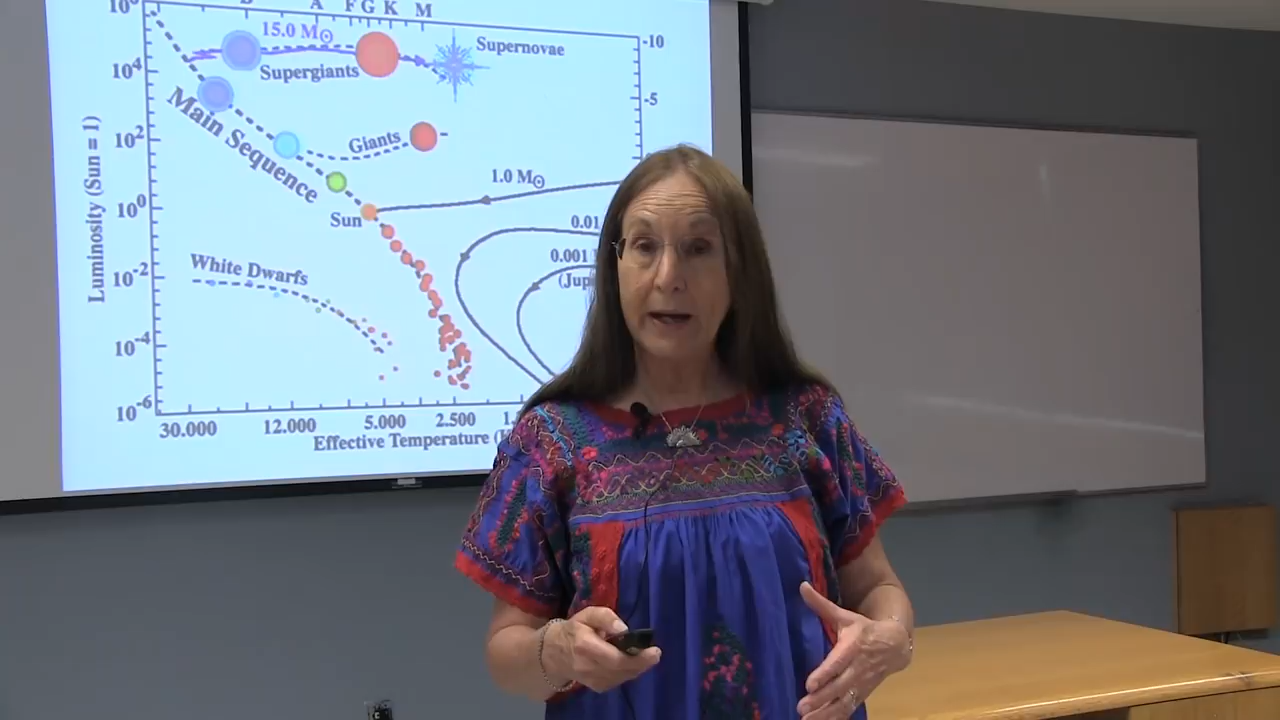 10⁶
A F G K M
-10
15.0 M⊙
Supernovae
Supergiants
10⁴
-5
Main Sequence
10²
Giants
1.0 M⊙
10⁰
Sun
0.01
0.001
White Dwarfs
10⁻²
10⁻⁴
10⁻⁶
Luminosity (Sun = 1)
30.000 12.000 5.000 2.500
Effective Temperature